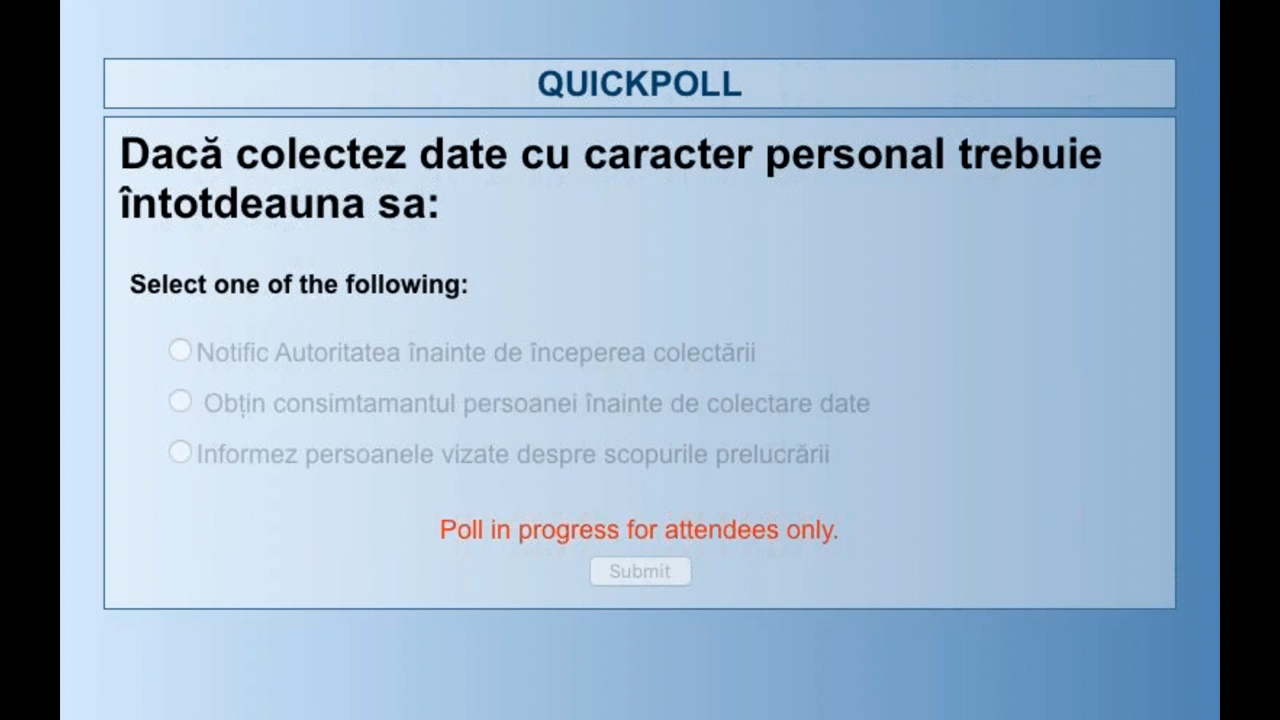 QUICKPOLL
Dacă colectez date cu caracter personal trebuie
întotdeauna sa:
Select one of the following:
Notific Autoritatea înainte de începerea colectării
Obțin consimtamantul persoanei înainte de colectare date
Informez persoanele vizate despre scopurile prelucrării
Poll in progress for attendees only.
Submit